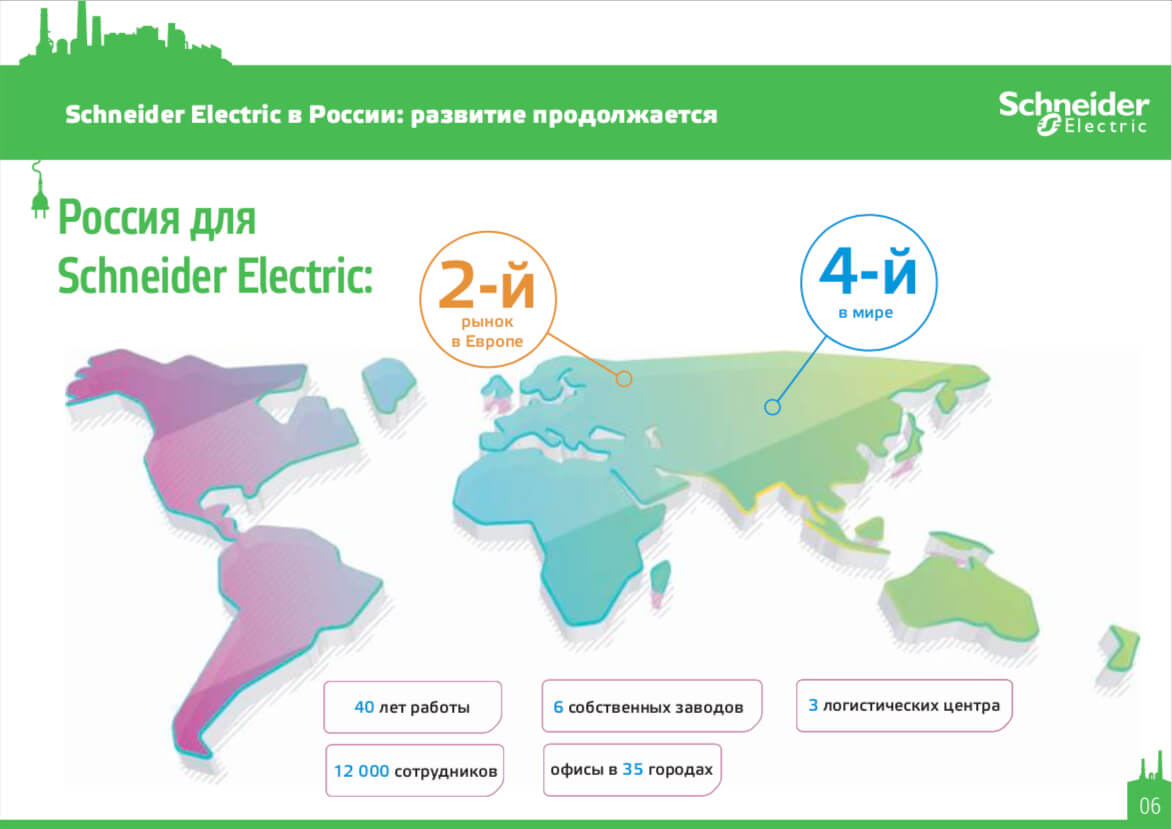 Schneider Electric в России: развитие продолжается
Schneider
Electric
Россия для
Schneider Electric:
2-й
рынок
в Европе
4-й
в мире
40 лет работы
6 собственных заводов
3 логистических центра
12 000 сотрудников
офисы в 35 городах
06